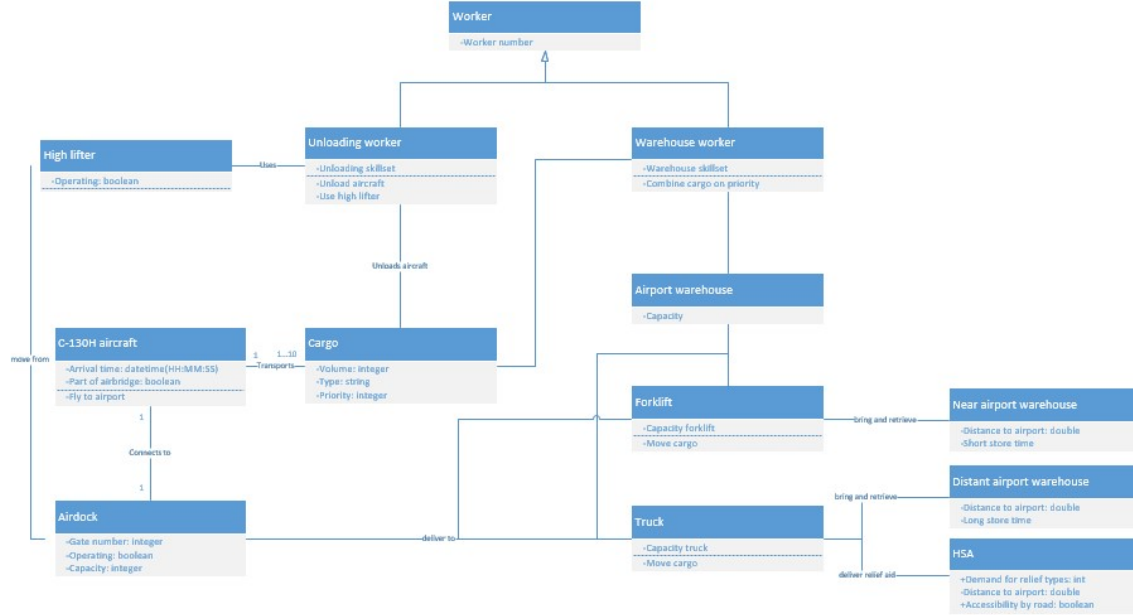 Worker
-Worker number
High lifter
-Operating: boolean
Uses
Unloading worker
-Unloading skillset
-Unload aircraft
-Use high lifter
Warehouse worker
-Warehouse skillset
-Combine cargo on priority
Unloads aircraft
Airport warehouse
-Capacity
move from
C-130H aircraft
-Arrival time: datetime(HH:MM:SS)
-Part of airbridge: boolean
-Fly to airport
1
1...10
Transports
Cargo
-Volume: integer
-Type: string
-Priority: integer
Forklift
-Capacity forklift
-Move cargo
bring and retrieve
Near airport warehouse
-Distance to airport: double
-Short store time
1
Connects to
1
Airdock
-Gate number: integer
-Operating: boolean
-Capacity: integer
deliver to
Truck
-Capacity truck
-Move cargo
bring and retrieve
Distant airport warehouse
-Distance to airport: double
-Long store time
deliver relief aid
HSA
+Demand for relief types: int
-Distance to airport: double
+Accessibility by road: boolean